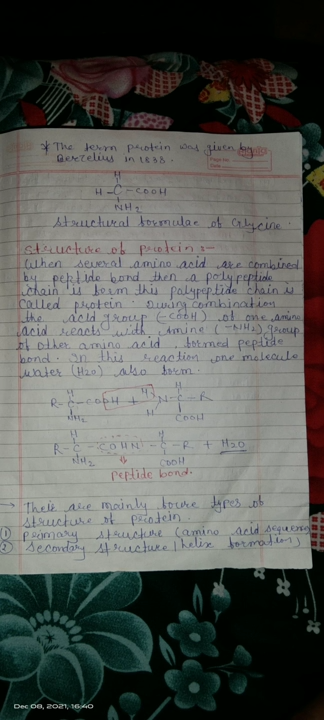 * The term protein was given by
Berzelius in 1838.
H
H-C-COOH
NH2
Structural formulae of Glycine.
Structure of protein :-
When several amino acid are combined
by peptide bond then a polypeptide
chain is form this polypeptide chain is
called protein. During combination
the acid group (-COOH) of one amino
acid reacts with Amine (-NH2) group
of other amino acid, formed peptide
bond. In this reaction one molecule
water (H2O) also form.
H H H
R-C-COOH + N-C-R
NH2 H COOH
H H
R-C-COHN-C-R + H2O
NH2 COOH
Peptide bond.
→ There are mainly foure types of
structure of protein.
① Primary structure (amino acid sequence
② Secondary structure (helix formation)
Dec 08, 2021, 16:40